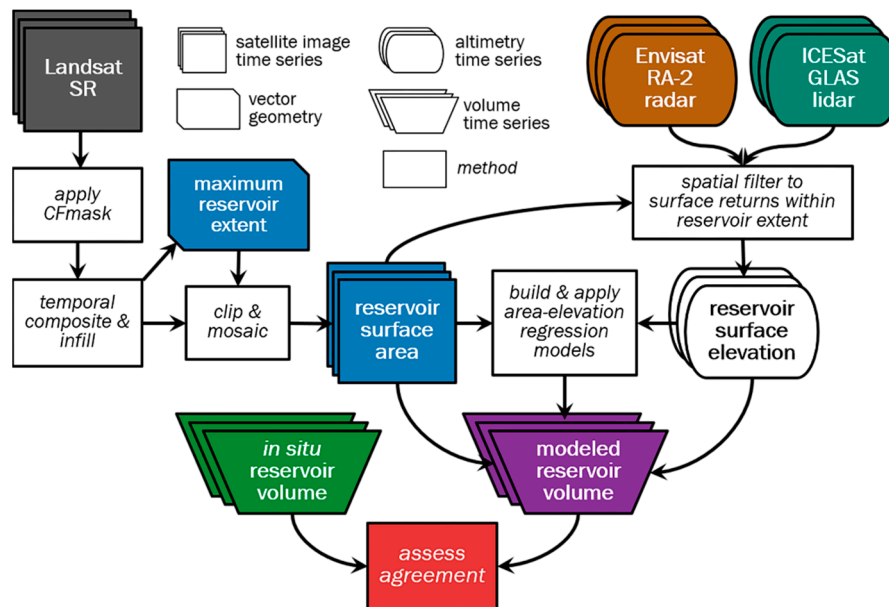 Landsat
SR
satellite image
time series
altimetry
time series
vector
geometry
volume
time series
method
Envisat
RA-2
radar
ICESat
GLAS
lidar
apply
CFmask
maximum
reservoir
extent
spatial filter to
surface returns within
reservoir extent
temporal
composite &
infill
clip &
mosaic
reservoir
surface
area
build & apply
area-elevation
regression
models
reservoir
surface
elevation
in situ
reservoir
volume
modeled
reservoir
volume
assess
agreement